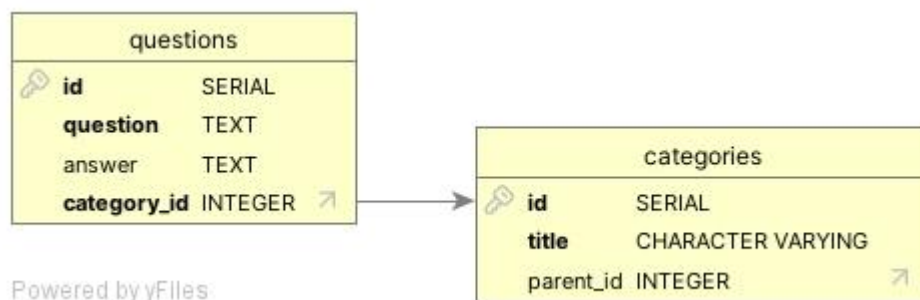 questions
id SERIAL
question TEXT
answer TEXT
category_id INTEGER
categories
id SERIAL
title CHARACTER VARYING
parent_id INTEGER
Powered by yFiles